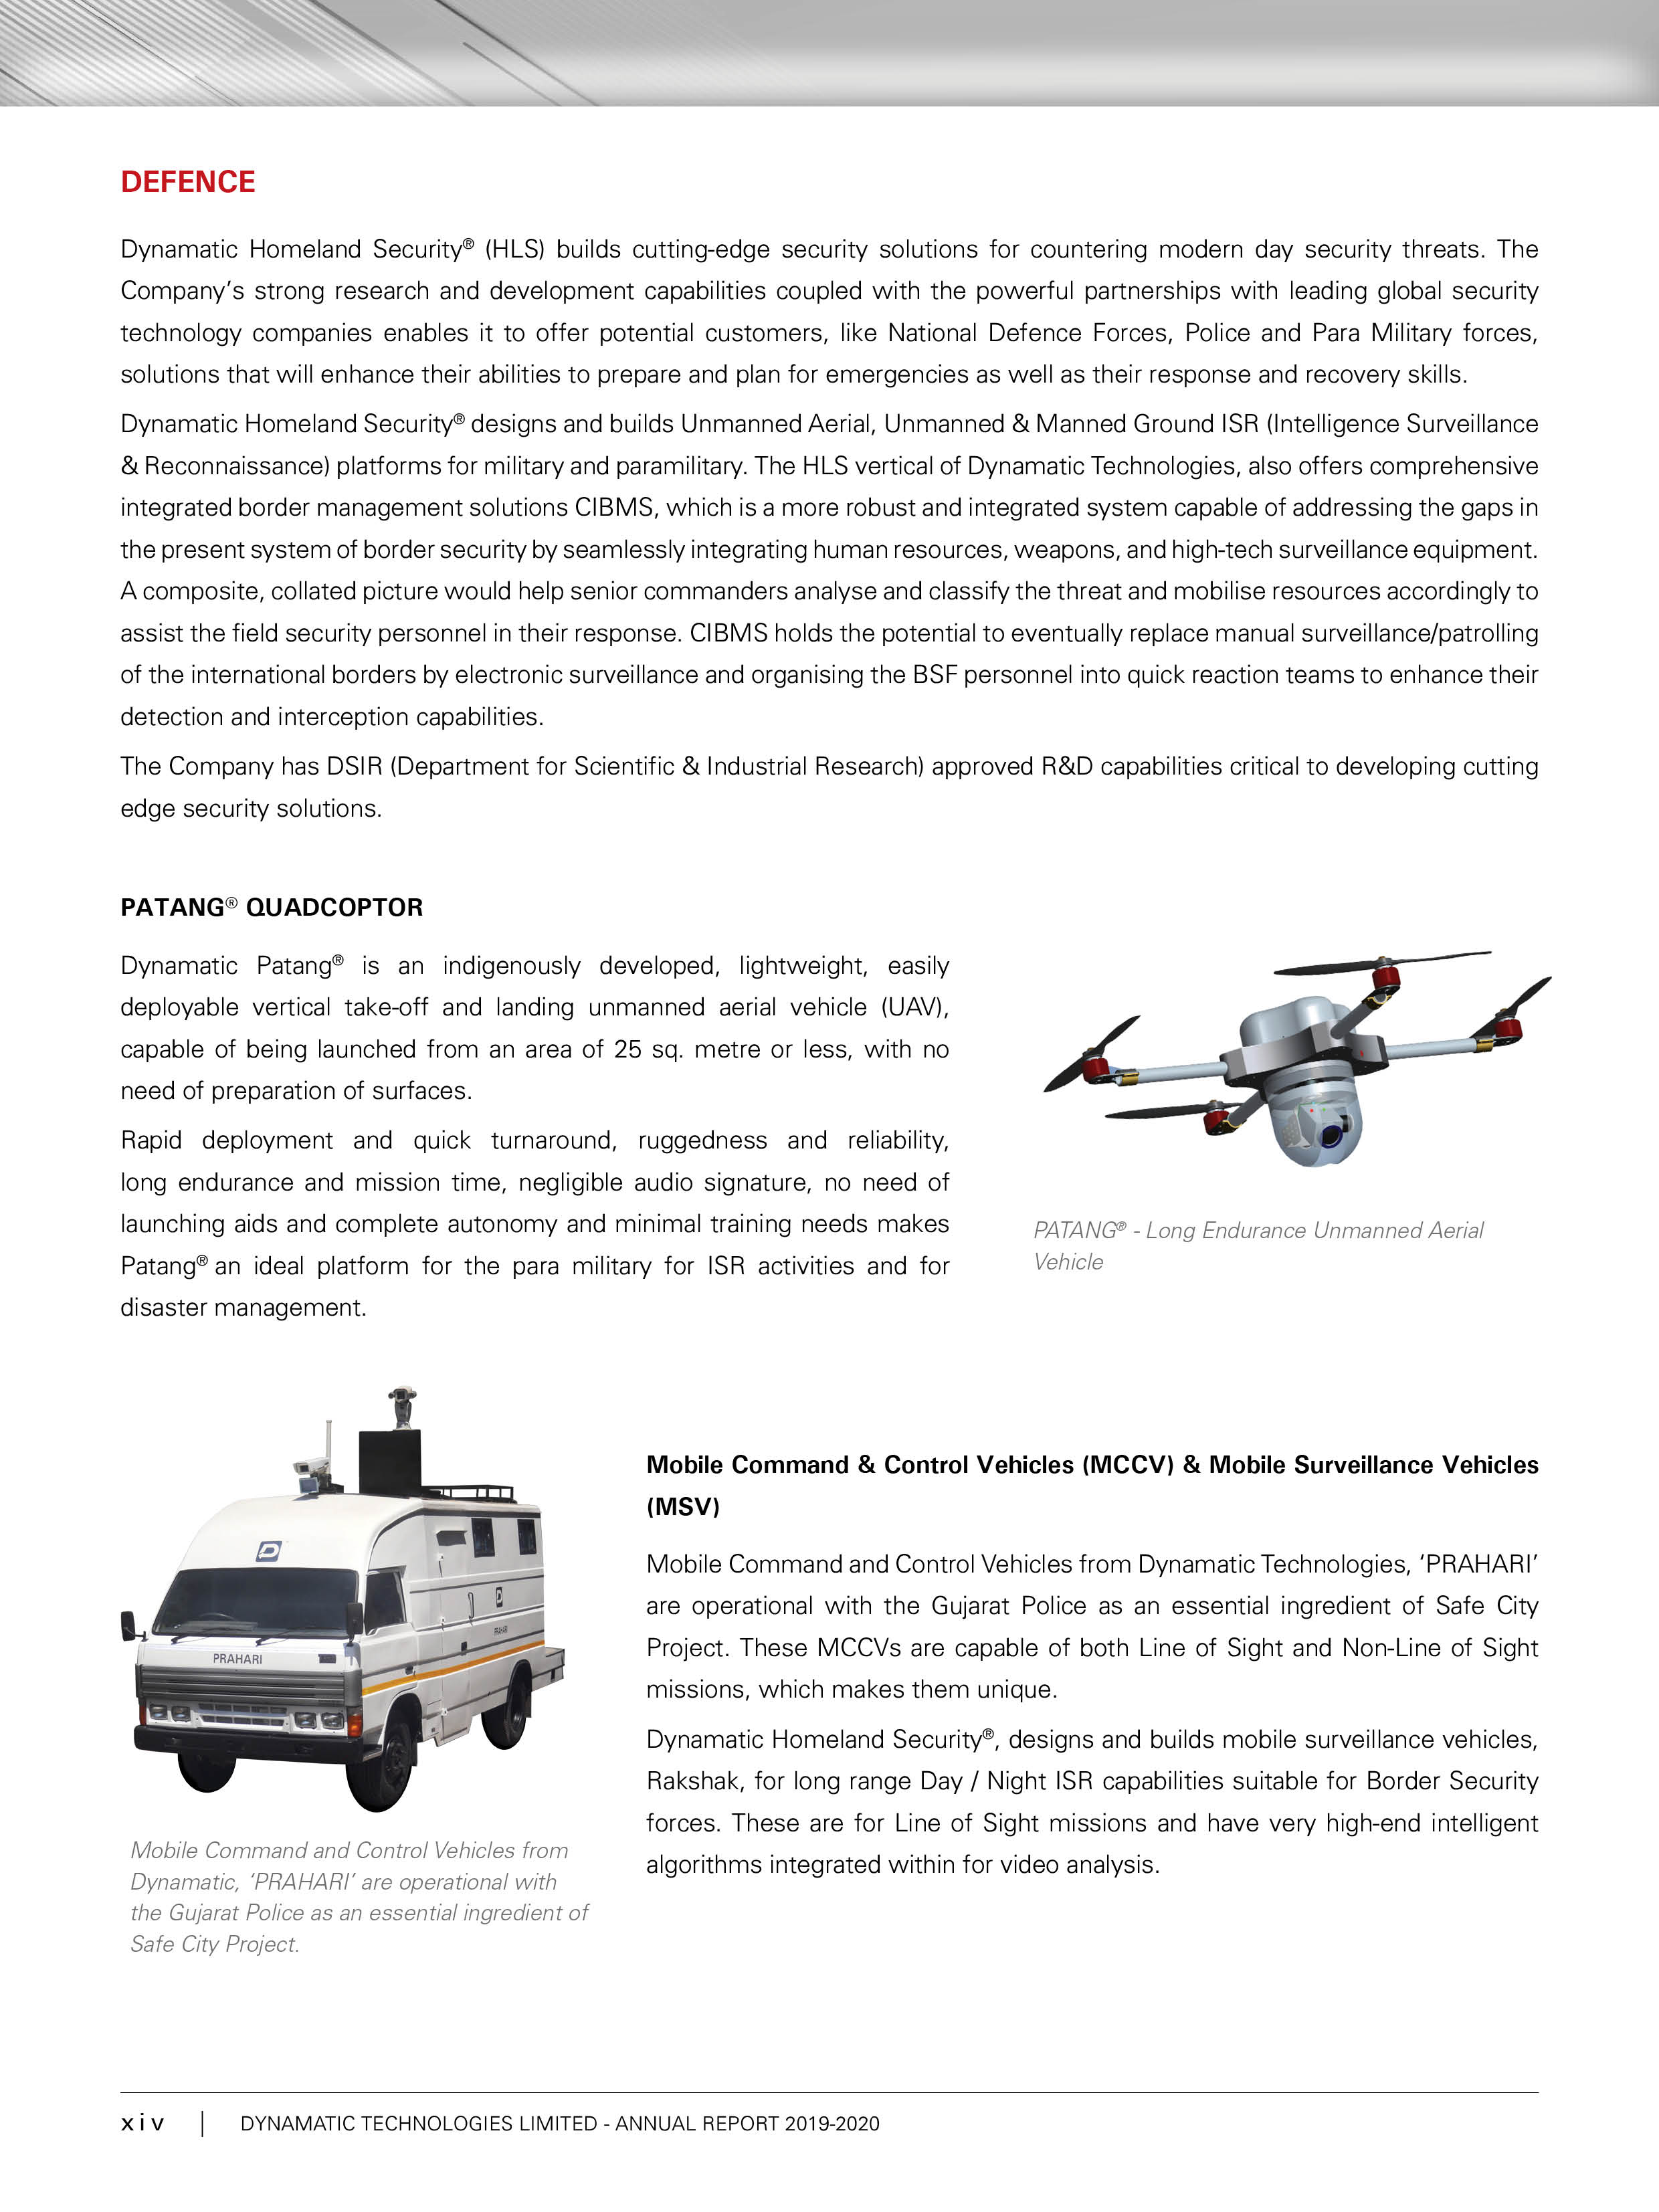 DEFENCE
Dynamatic Homeland Security® (HLS) builds cutting-edge security solutions for countering modern day security threats. The
Company's strong research and development capabilities coupled with the powerful partnerships with leading global security
technology companies enables it to offer potential customers, like National Defence Forces, Police and Para Military forces,
solutions that will enhance their abilities to prepare and plan for emergencies as well as their response and recovery skills.
Dynamatic Homeland Security® designs and builds Unmanned Aerial, Unmanned & Manned Ground ISR (Intelligence Surveillance
& Reconnaissance) platforms for military and paramilitary. The HLS vertical of Dynamatic Technologies, also offers comprehensive
integrated border management solutions CIBMS, which is a more robust and integrated system capable of addressing the gaps in
the present system of border security by seamlessly integrating human resources, weapons, and high-tech surveillance equipment.
A composite, collated picture would help senior commanders analyse and classify the threat and mobilise resources accordingly to
assist the field security personnel in their response. CIBMS holds the potential to eventually replace manual surveillance/patrolling
of the international borders by electronic surveillance and organising the BSF personnel into quick reaction teams to enhance their
detection and interception capabilities.
The Company has DSIR (Department for Scientific & Industrial Research) approved R&D capabilities critical to developing cutting
edge security solutions.
PATANG® QUADCOPTOR
Dynamatic Patang® is an indigenously developed, lightweight, easily
deployable vertical take-off and landing unmanned aerial vehicle (UAV),
capable of being launched from an area of 25 sq. metre or less, with no
need of preparation of surfaces.
Rapid deployment and quick turnaround, ruggedness and reliability,
long endurance and mission time, negligible audio signature, no need of
launching aids and complete autonomy and minimal training needs makes
Patang® an ideal platform for the para military for ISR activities and for
disaster management.
PATANG® - Long Endurance Unmanned Aerial
Vehicle
PRAHARI
PRAHARI
Mobile Command and Control Vehicles from
Dynamatic, ‘PRAHARI’ are operational with
the Gujarat Police as an essential ingredient of
Safe City Project.
Mobile Command & Control Vehicles (MCCV) & Mobile Surveillance Vehicles
(MSV)
Mobile Command and Control Vehicles from Dynamatic Technologies, ‘PRAHARI’
are operational with the Gujarat Police as an essential ingredient of Safe City
Project. These MCCVs are capable of both Line of Sight and Non-Line of Sight
missions, which makes them unique.
Dynamatic Homeland Security®, designs and builds mobile surveillance vehicles,
Rakshak, for long range Day / Night ISR capabilities suitable for Border Security
forces. These are for Line of Sight missions and have very high-end intelligent
algorithms integrated within for video analysis.
xiv | DYNAMATIC TECHNOLOGIES LIMITED - ANNUAL REPORT 2019-2020